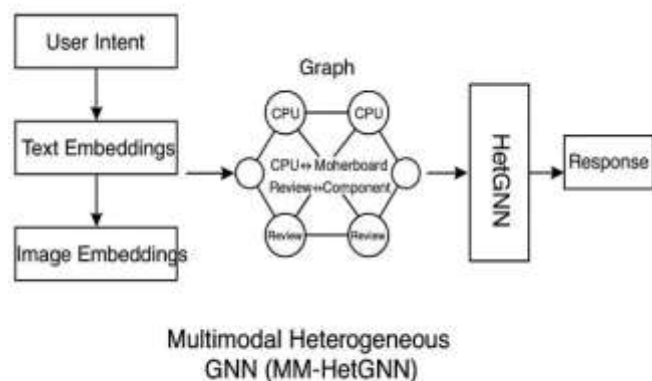 User Intent
Text Embeddings
Image Embeddings
Graph
CPU
CPU
CPU↔Moherboard
Review↔Component
Review
Review
HetGNN
Response
Multimodal Heterogeneous
GNN (MM-HetGNN)